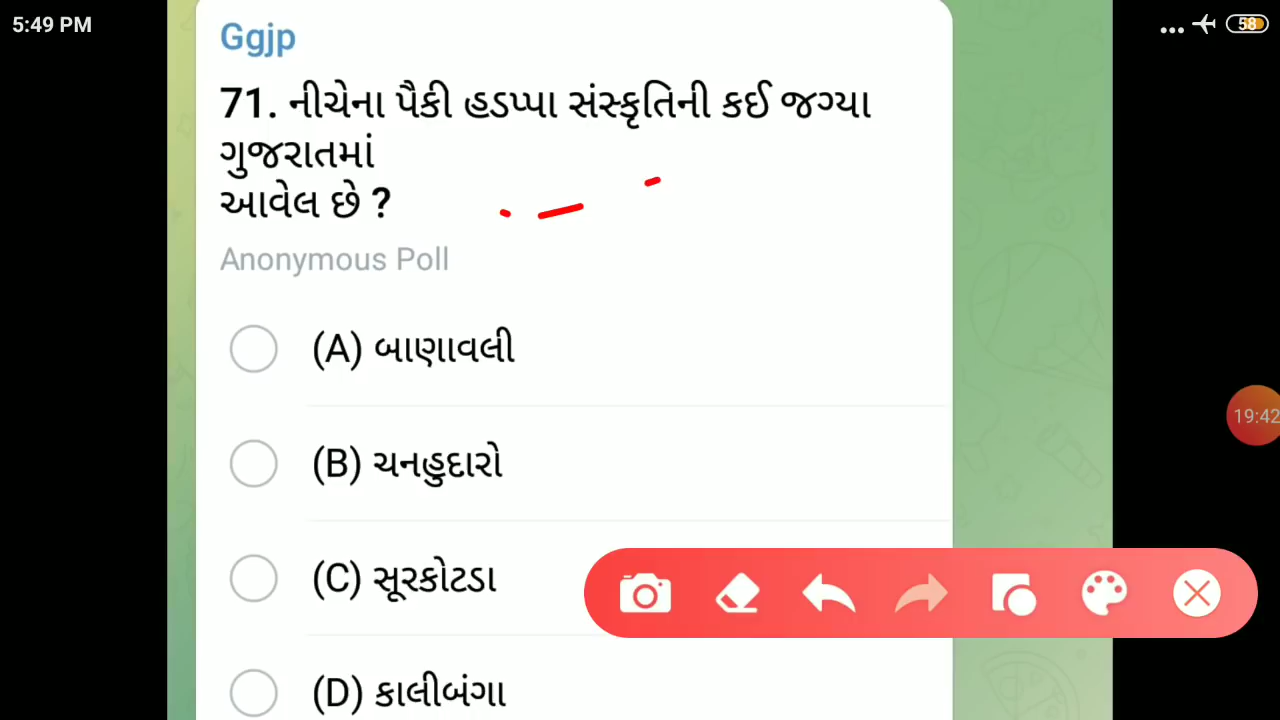 5:49 PM
58
Ggjp
71. નીચેના પૈકી હડપ્પા સંસ્કૃતિની કઈ જગ્યા
ગુજરાતમાં
આવેલ છે ?
Anonymous Poll
(A) બાણાવલી
19:42
(B) ચનહુદારો
(C) સૂરકોટડા
(D) કાલીબંગા